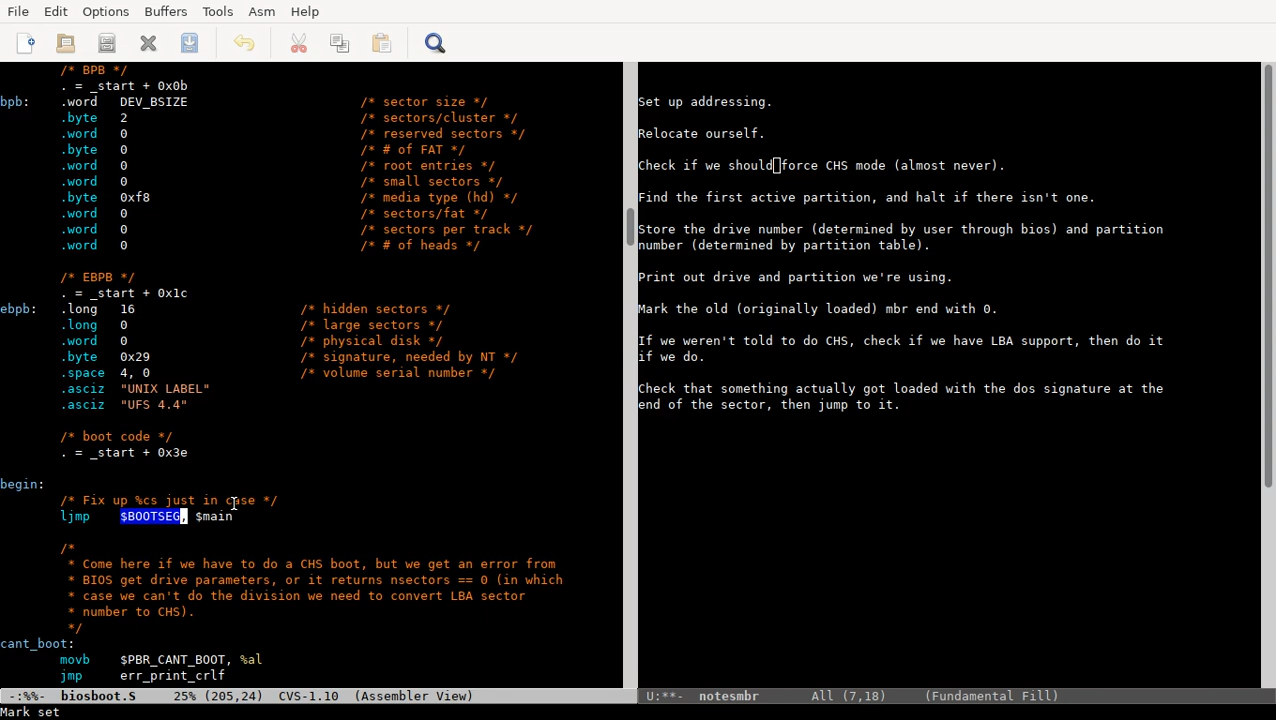 File Edit Options Buffers Tools Asm Help
/* BPB */
. = _start + 0x0b
bpb: .word DEV_BSIZE /* sector size */
.byte 2 /* sectors/cluster */
.word 0 /* reserved sectors */
.byte 0 /* # of FAT */
.word 0 /* root entries */
.word 0 /* small sectors */
.byte 0xf8 /* media type (hd) */
.word 0 /* sectors/fat */
.word 0 /* sectors per track */
.word 0 /* # of heads */
/* EBPB */
. = _start + 0x1c
ebpb: .long 16 /* hidden sectors */
.long 0 /* large sectors */
.word 0 /* physical disk */
.byte 0x29 /* signature, needed by NT */
.space 4, 0 /* volume serial number */
.asciz "UNIX LABEL"
.asciz "UFS 4.4"
/* boot code */
. = _start + 0x3e
begin:
/* Fix up %cs just in case */
ljmp $BOOTSEG, $main
/*
* Come here if we have to do a CHS boot, but we get an error from
* BIOS get drive parameters, or it returns nsectors == 0 (in which
* case we can't do the division we need to convert LBA sector
* number to CHS).
*/
cant_boot:
movb $PBR_CANT_BOOT, %al
jmp err_print_crlf
-:%%- biosboot.S 25% (205,24) CVS-1.10 (Assembler View)
Set up addressing.
Relocate ourself.
Check if we should force CHS mode (almost never).
Find the first active partition, and halt if there isn't one.
Store the drive number (determined by user through bios) and partition
number (determined by partition table).
Print out drive and partition we're using.
Mark the old (originally loaded) mbr end with 0.
If we weren't told to do CHS, check if we have LBA support, then do it
if we do.
Check that something actually got loaded with the dos signature at the
end of the sector, then jump to it.
U:**- notesmbr All (7,18) (Fundamental Fill)
Mark set